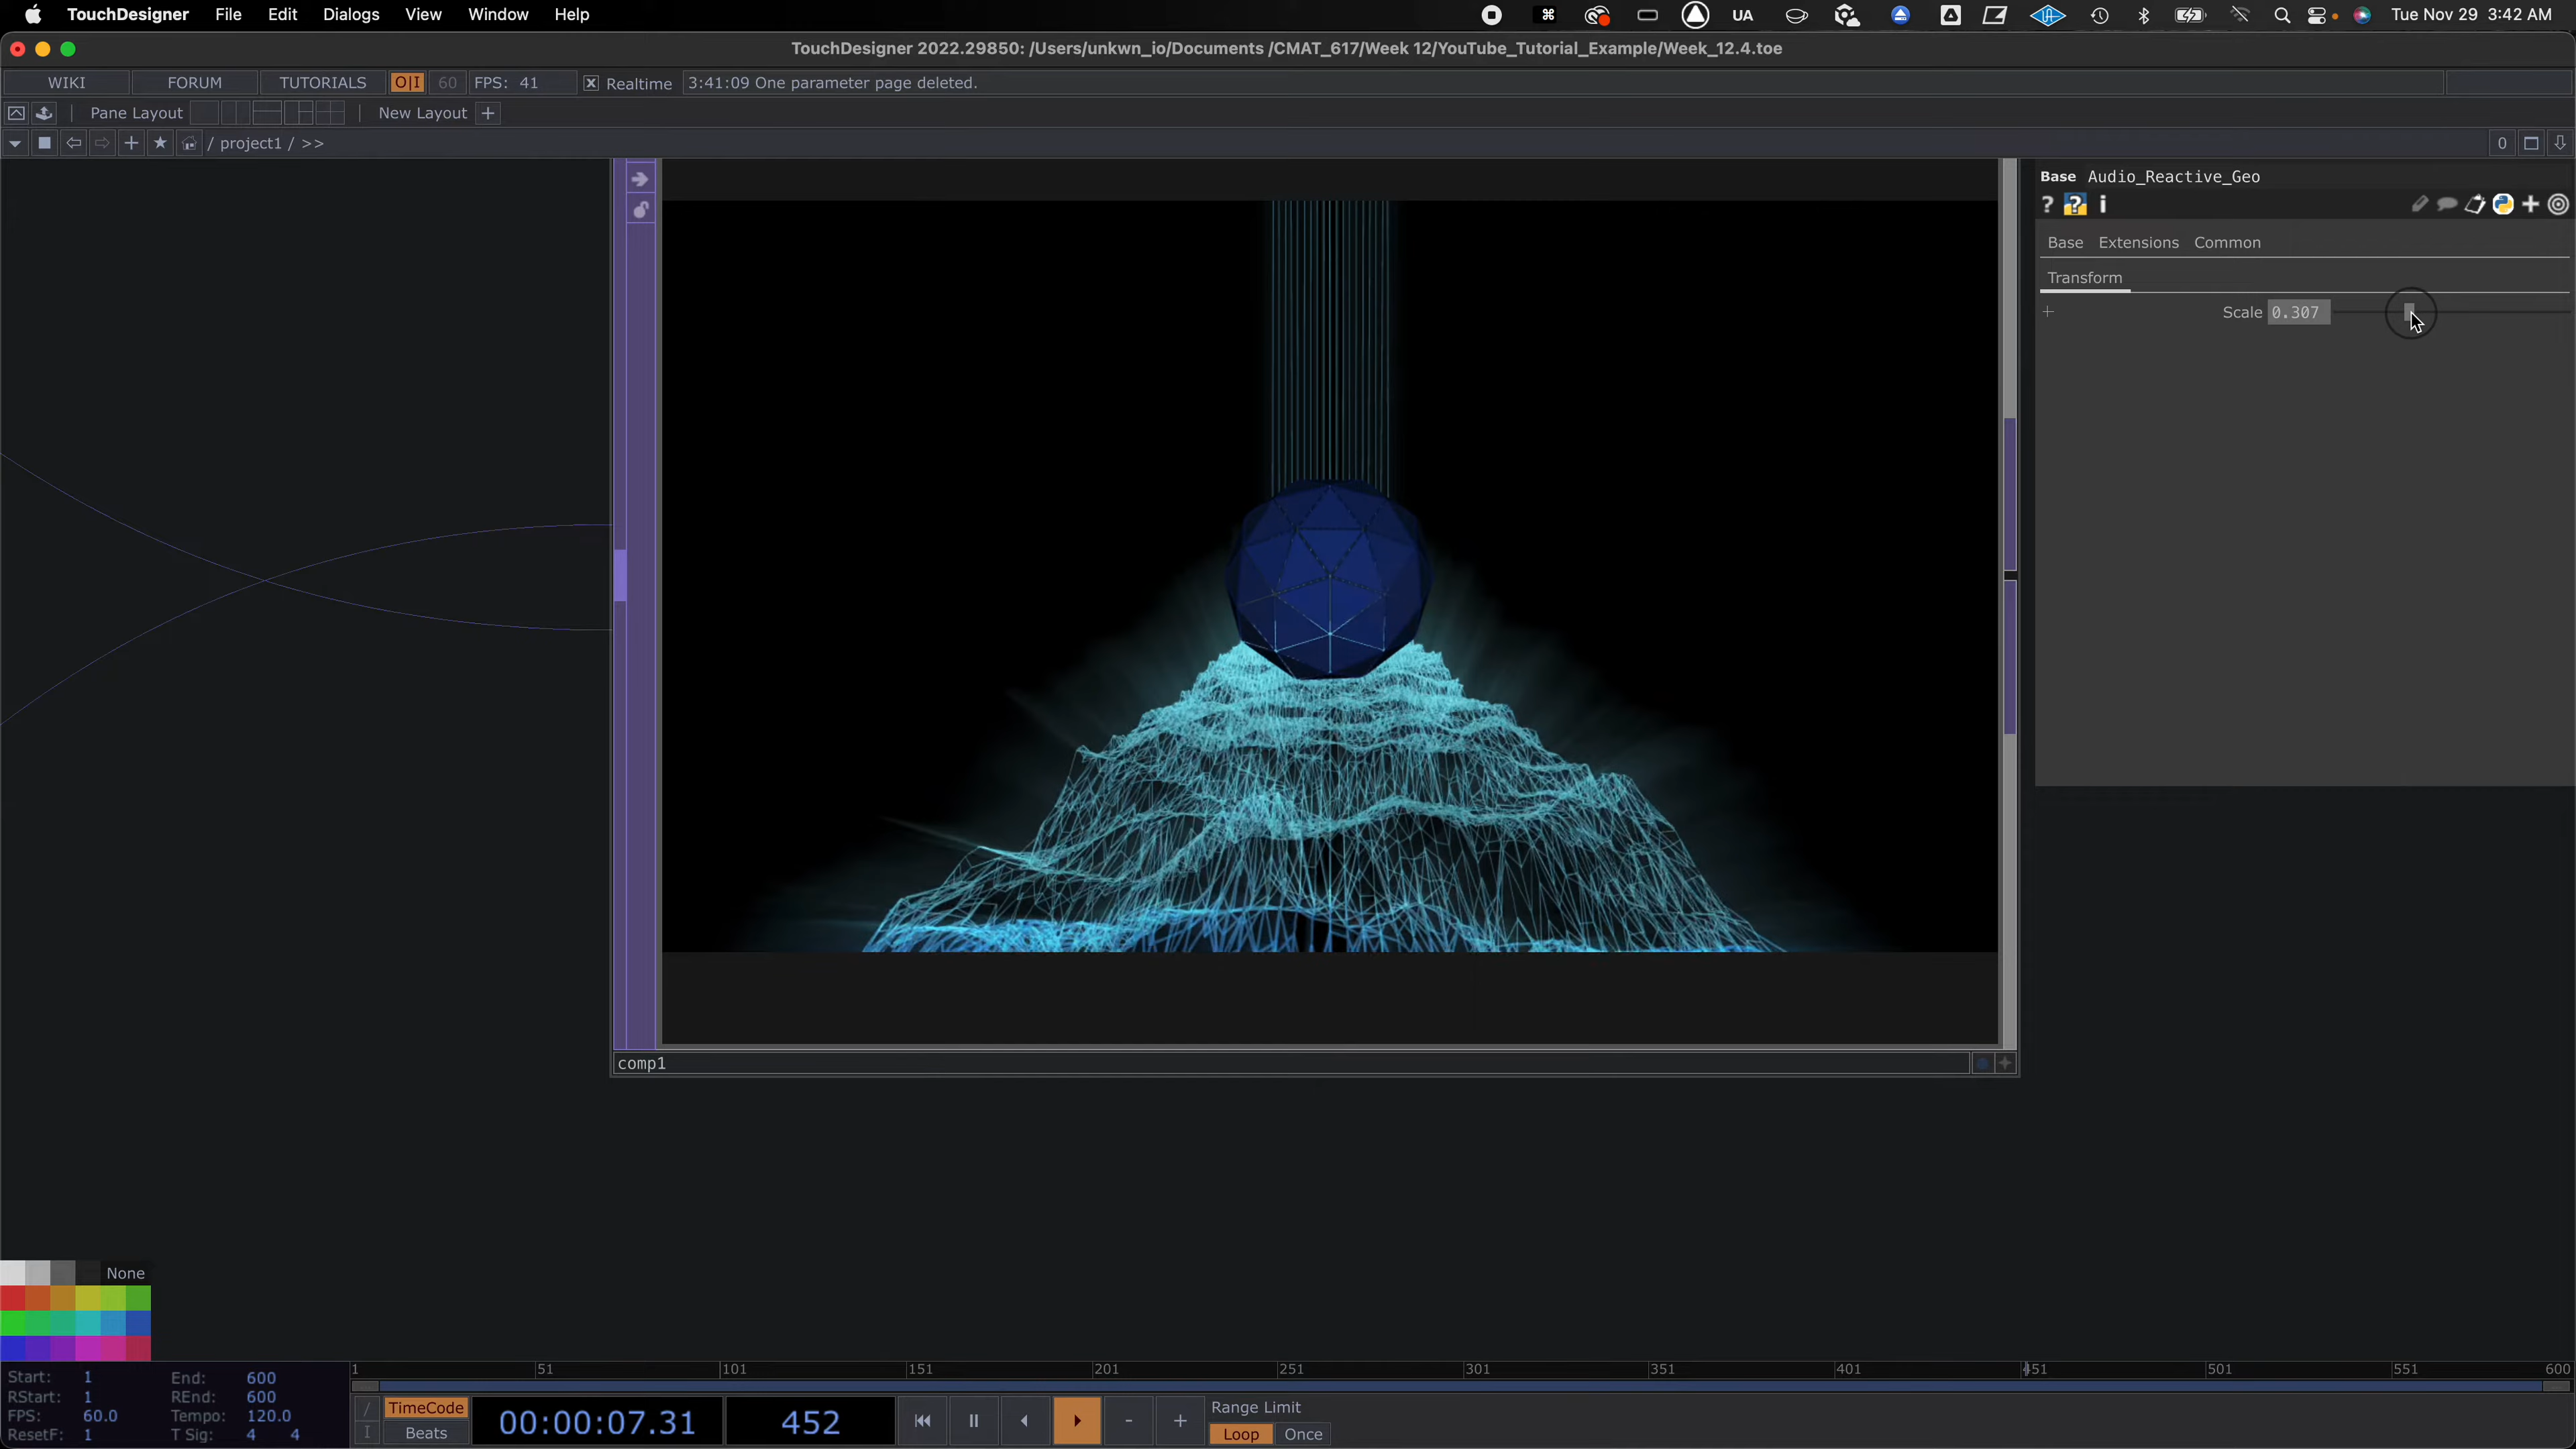 TouchDesigner File Edit Dialogs View Window Help UA Tue Nov 29 3:42 AM
TouchDesigner 2022.29850: /Users/unkwn_io/Documents /CMAT_617/Week 12/YouTube_Tutorial_Example/Week_12.4.toe
WIKI FORUM TUTORIALS O|I 60 FPS: 41 X Realtime 3:41:09 One parameter page deleted.
Pane Layout New Layout +
/ project1 / >> 0
Base Audio_Reactive_Geo
? ? i
Base Extensions Common
Transform
+ Scale 0.307
comp1
None
1 51 101 151 201 251 301 351 401 451 501 551 600
Start: 1 End: 600
RStart: 1 REnd: 600
FPS: 60.0 Tempo: 120.0
ResetF: 1 T Sig: 4 4
/ TimeCode
I Beats
00:00:07.31 452 - +
Range Limit
Loop Once